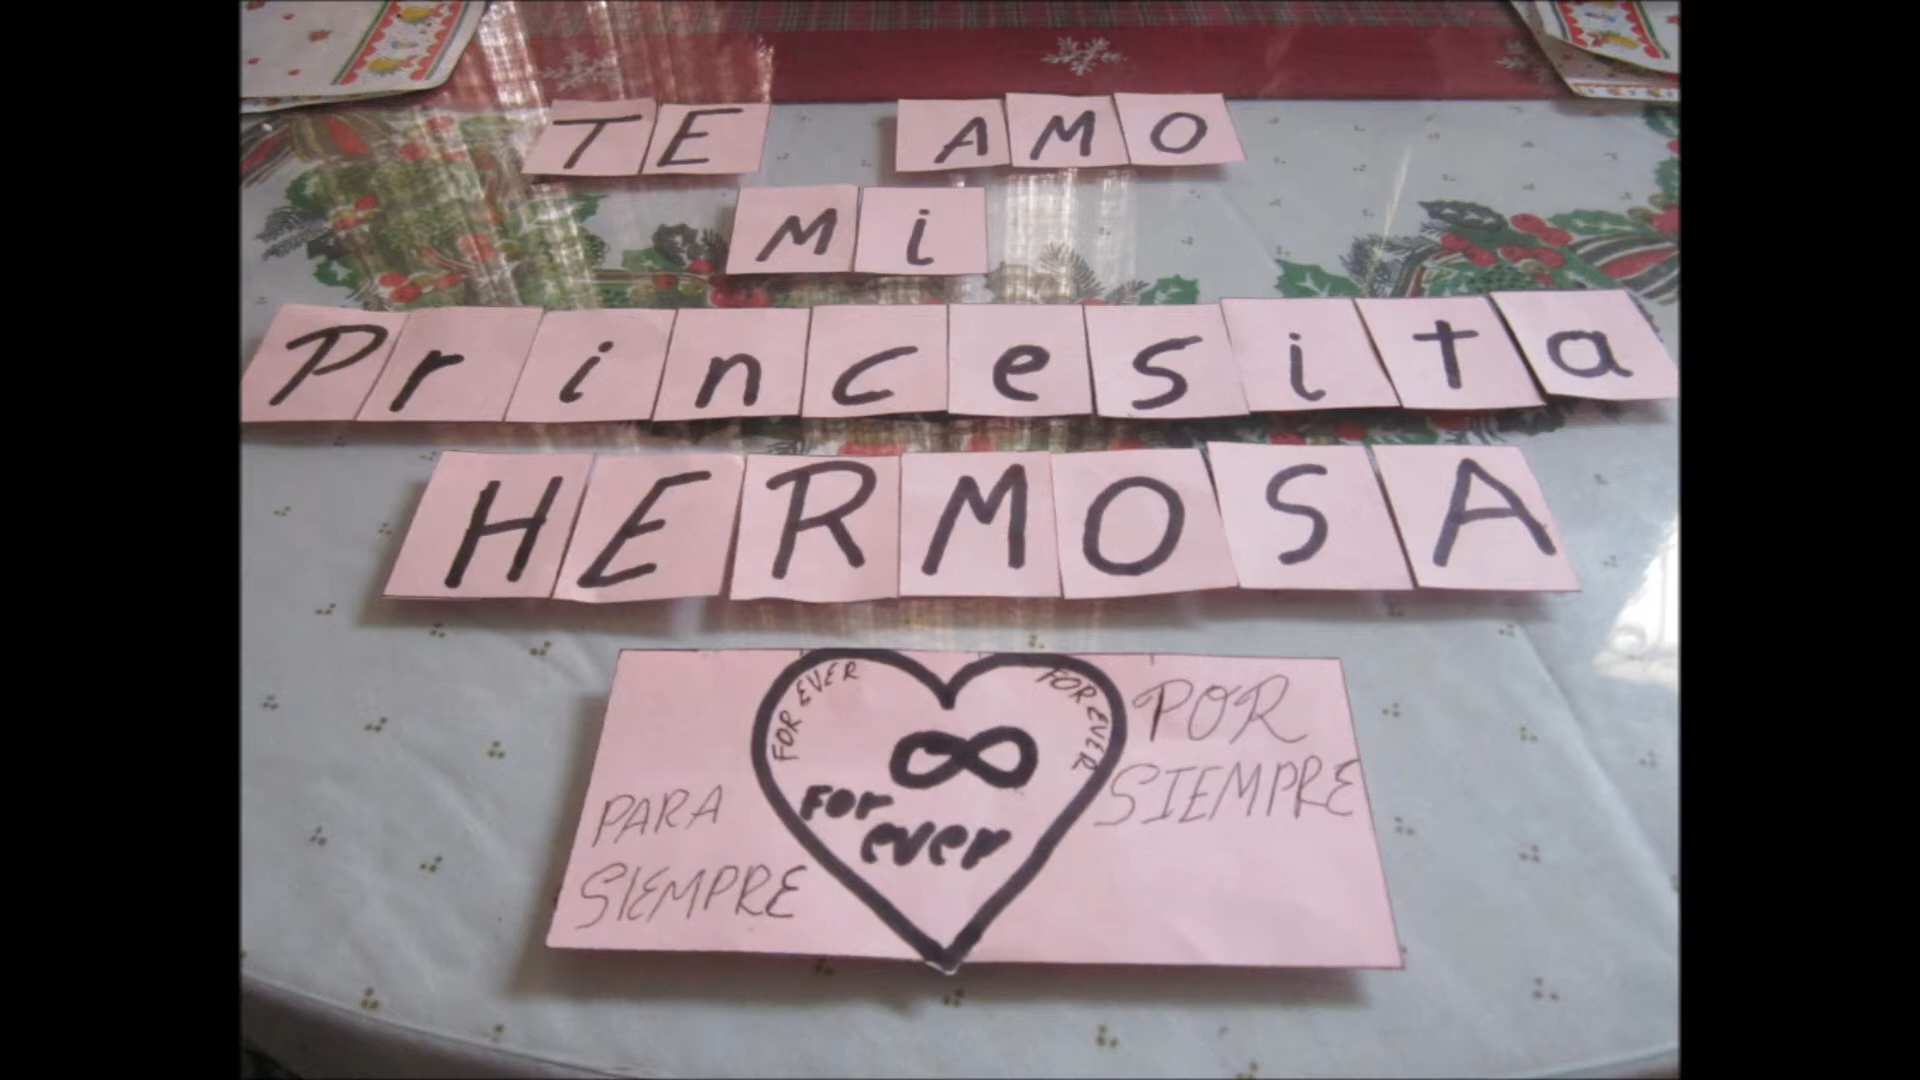 TE AMO
Mi
Princesita
HERMOSA
FOR EVER
FOR EVER
∞
For
ever
PARA
SIEMPRE
POR
SIEMPRE